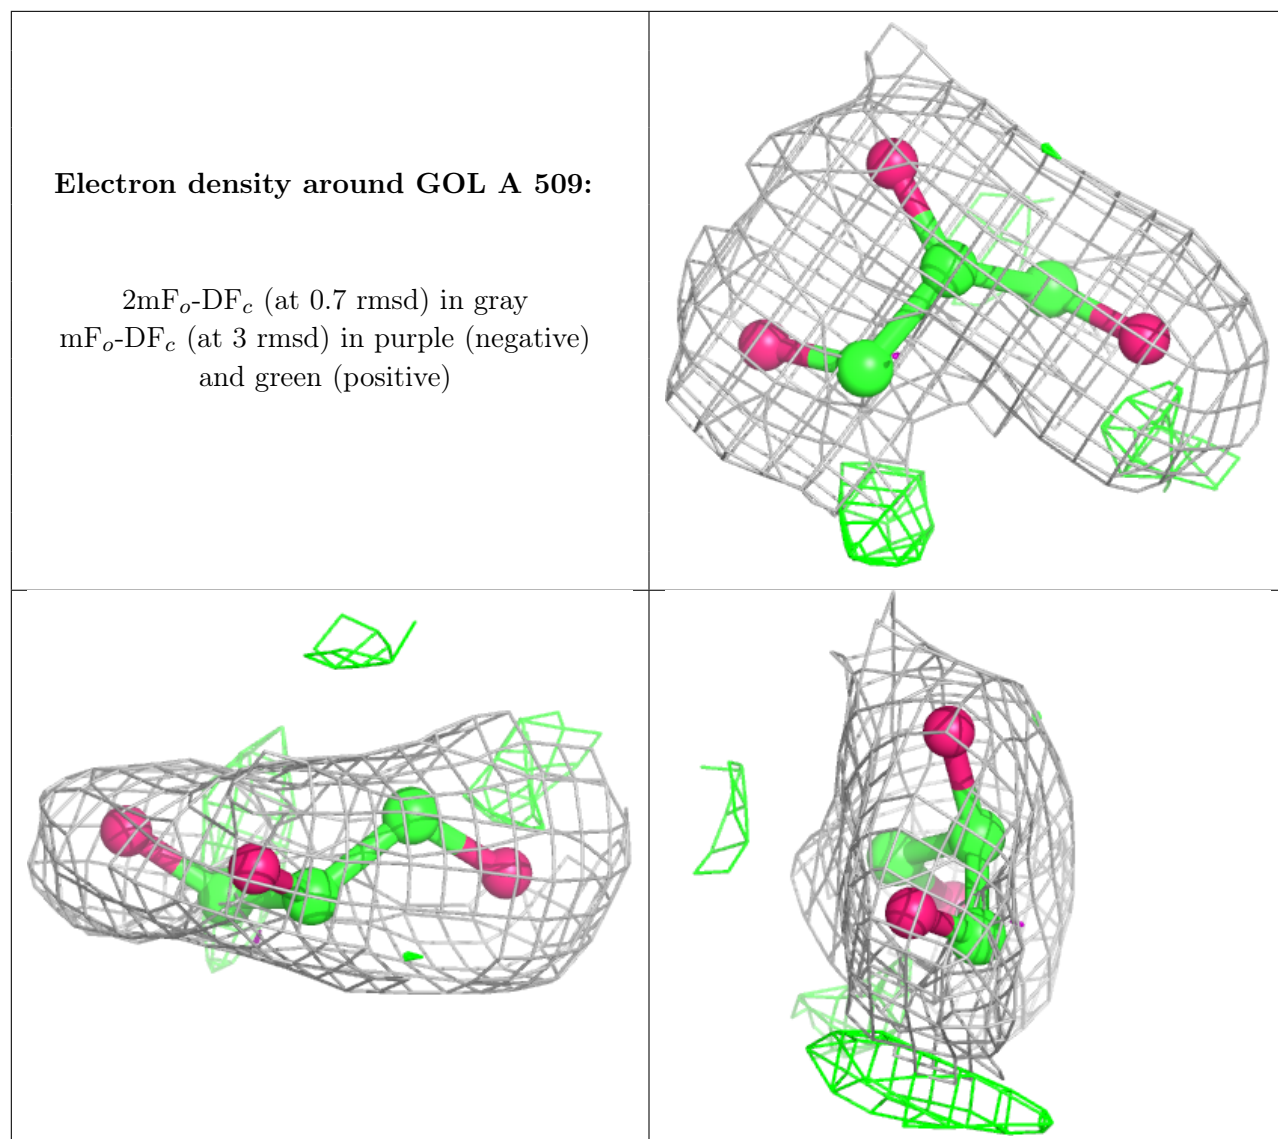 Electron density around GOL A 509:
2mFo-DFc (at 0.7 rmsd) in gray
mFo-DFc (at 3 rmsd) in purple (negative)
and green (positive)